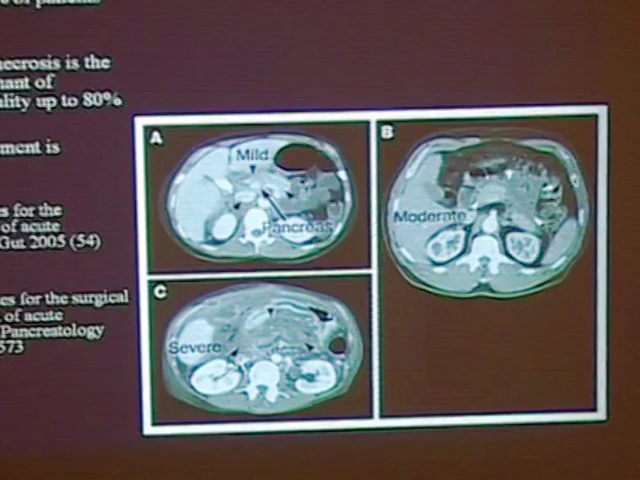 necrosis is the
nant of
ality up to 80%
ment is
s for the
of acute
Gut 2005 (54)
es for the surgical
of acute
Pancreatology
573
A
Mild
Pancreas
B
Moderate
C
Severe